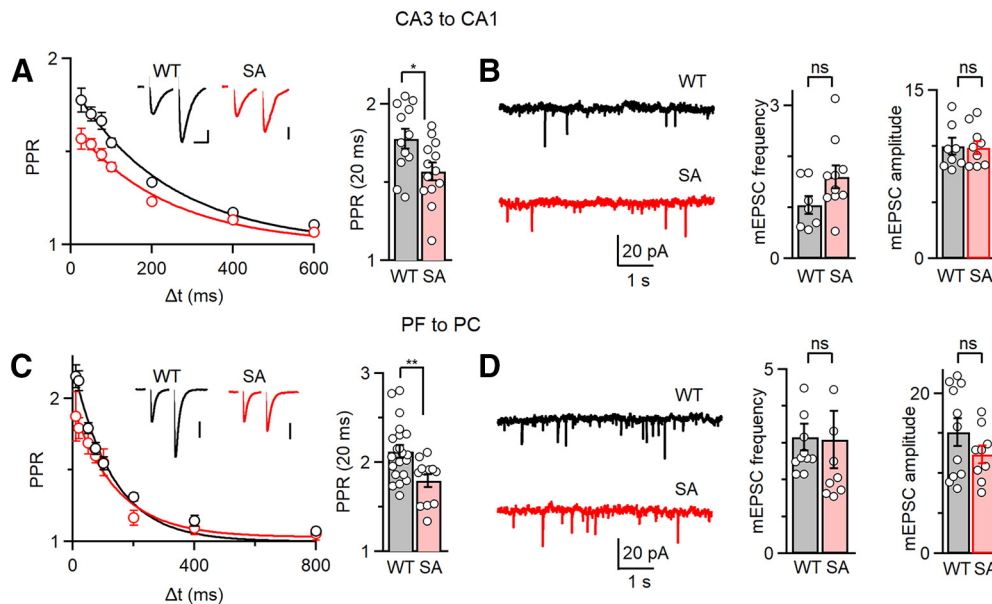 CA3 to CA1
A
2
1
PPR
WT
SA
0
200
400
600
Δt (ms)
PPR (20 ms)
2
1
*
WT SA
B
WT
SA
20 pA
1 s
mEPSC frequency
3
0
ns
WT SA
mEPSC amplitude
15
0
ns
WT SA
PF to PC
C
2
1
PPR
WT
SA
0
400
800
Δt (ms)
PPR (20 ms)
3
2
1
**
WT SA
D
WT
SA
20 pA
1 s
mEPSC frequency
5
0
ns
WT SA
mEPSC amplitude
20
0
ns
WT SA